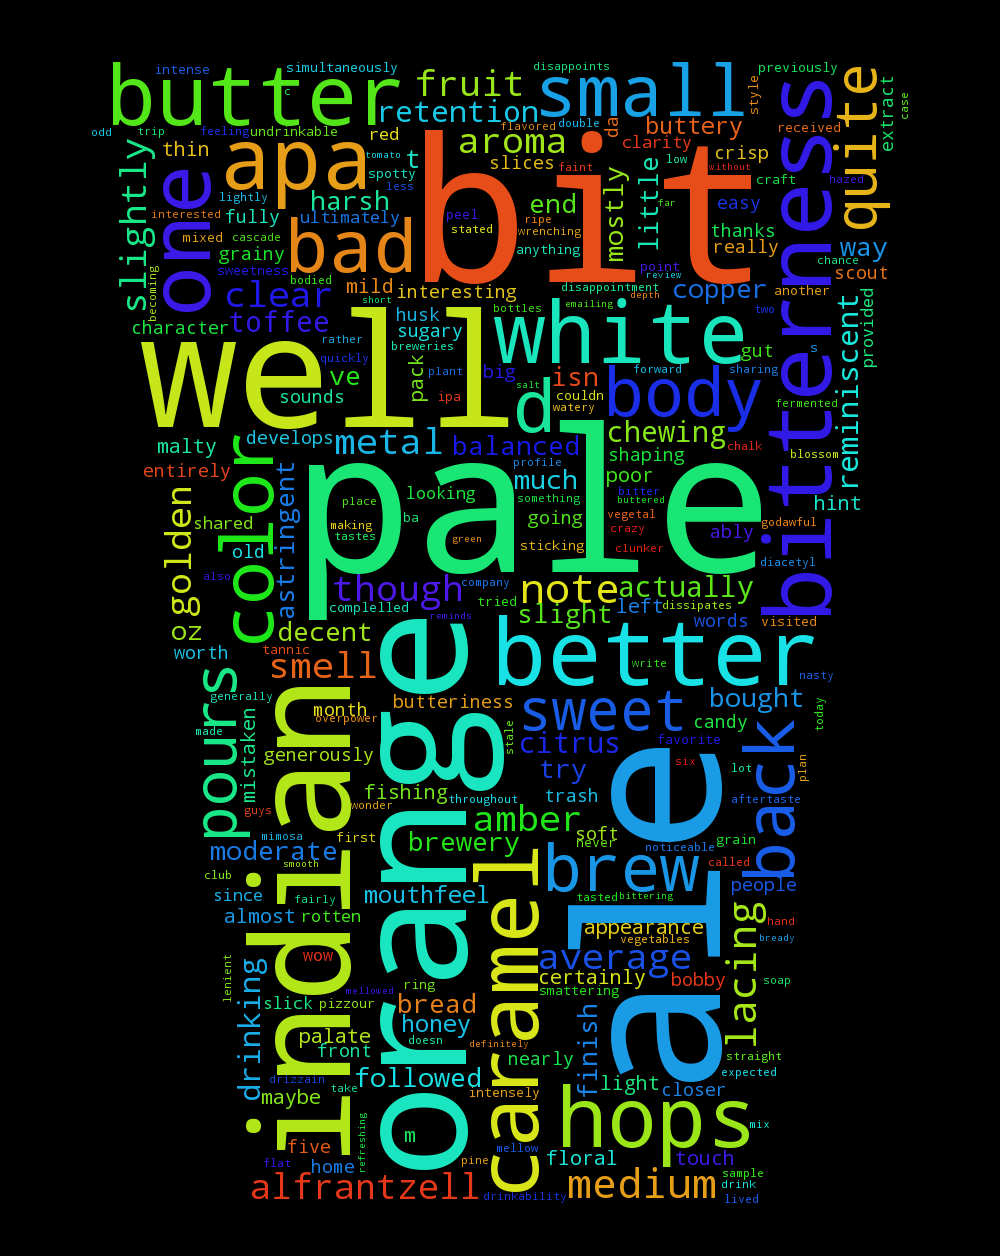 intense
simultaneously
disappoints
previously
butter
c
fruit
small
style
quite
extract
case
retention
odd
trip
feeling
undrinkable
red
flavored
double
da
buttery
received
bitterness
thin
apa
t
aroma
slices
clarity
crisp
spotty
tomato
less
faint
low
without
craft
hazed
slightly
one
lightly
harsh
bit
end
ripe
mostly
little
far
easy
interested
fully
ultimately
peel
stated
wrenching
thanks
mixed
cascade
bad
anything
really
way
chance
grainy
sweetness
bodied
point
review
scout
another
becoming
clear
mild
interesting
disappointment
depth
copper
provided
short
emailing
bottles
two
character
toffee
husk
sugary
white
reminiscent
well
rather
breweries
gut
s
quickly
ve
plant
pack
big
isn
forward
sharing
sounds
ipa
salt
d
couldn
watery
body
fermented
malty
develops
metal
balanced
chewing
chalk
blossom
entirely
color
profile
shaping
poor
much
looking
pale
bitter
buttered
hint
golden
astringent
place
something
shared
making
ba
going
vegetal
crazy
ably
godawful
tastes
green
sticking
clunker
old
diacetyl
also
though
company
note
actually
oz
complelled
tried
slight
left
dissipates
reminds
words
visited
decent
tannic
worth
better
write
smell
nasty
pours
generally
indian
orange
butteriness
sweet
bought
month
overpower
candy
today
made
mistaken
stale
citrus
favorite
back
generously
try
six
lot
plan
fishing
throughout
trash
ale
aftertaste
guys
wonder
amber
mimosa
first
brewery
soft
never
grain
noticeable
moderate
smooth
caramel
brew
called
club
since
fairly
mouthfeel
tasted
bittering
people
almost
rotten
appearance
lacing
hand
vegetables
bready
wow
average
lenient
drinking
ring
certainly
bobby
soap
mellowed
smattering
slick
pizzour
bread
palate
honey
finish
front
doesn
definitely
nearly
straight
drizzain
take
followed
expected
maybe
intensely
light
closer
refreshing
m
hops
mix
five
mellow
flat
home
pine
floral
touch
sample
alfrantzell
drinkability
medium
drink
lived